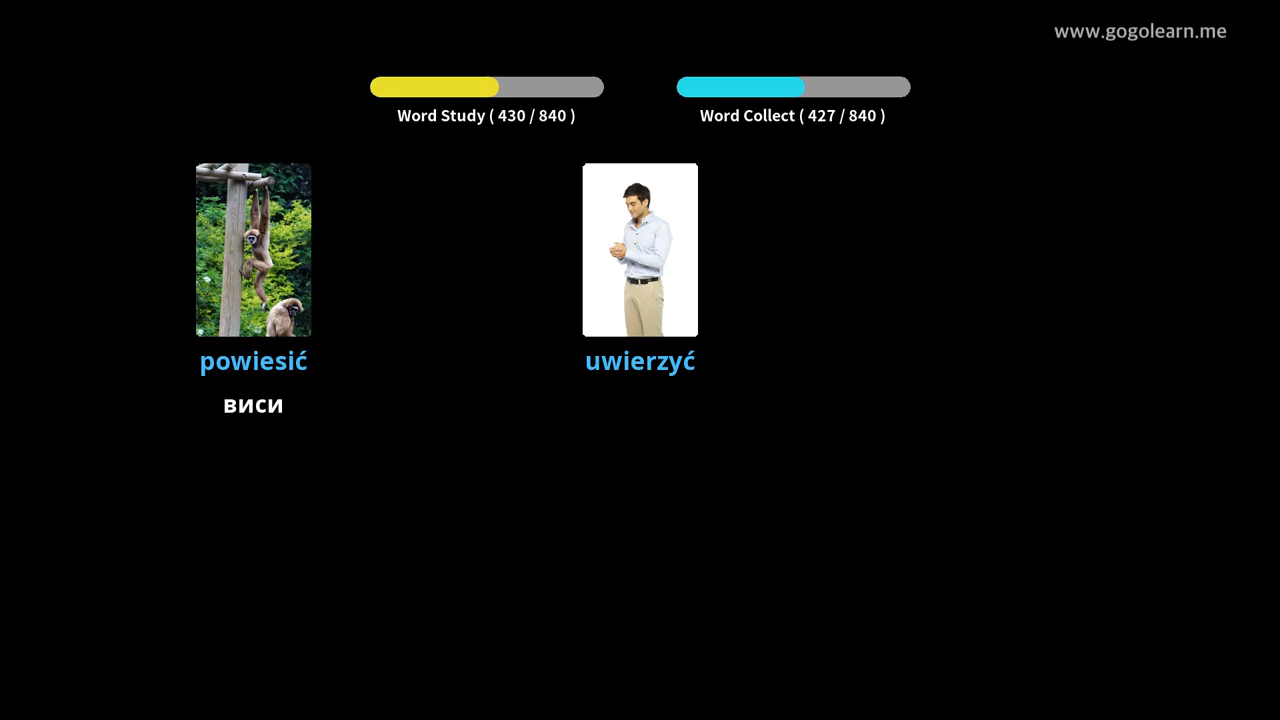 www.gogolearn.me
Word Study ( 430 / 840 )
Word Collect ( 427 / 840 )
powiesić
uwierzyć
виси